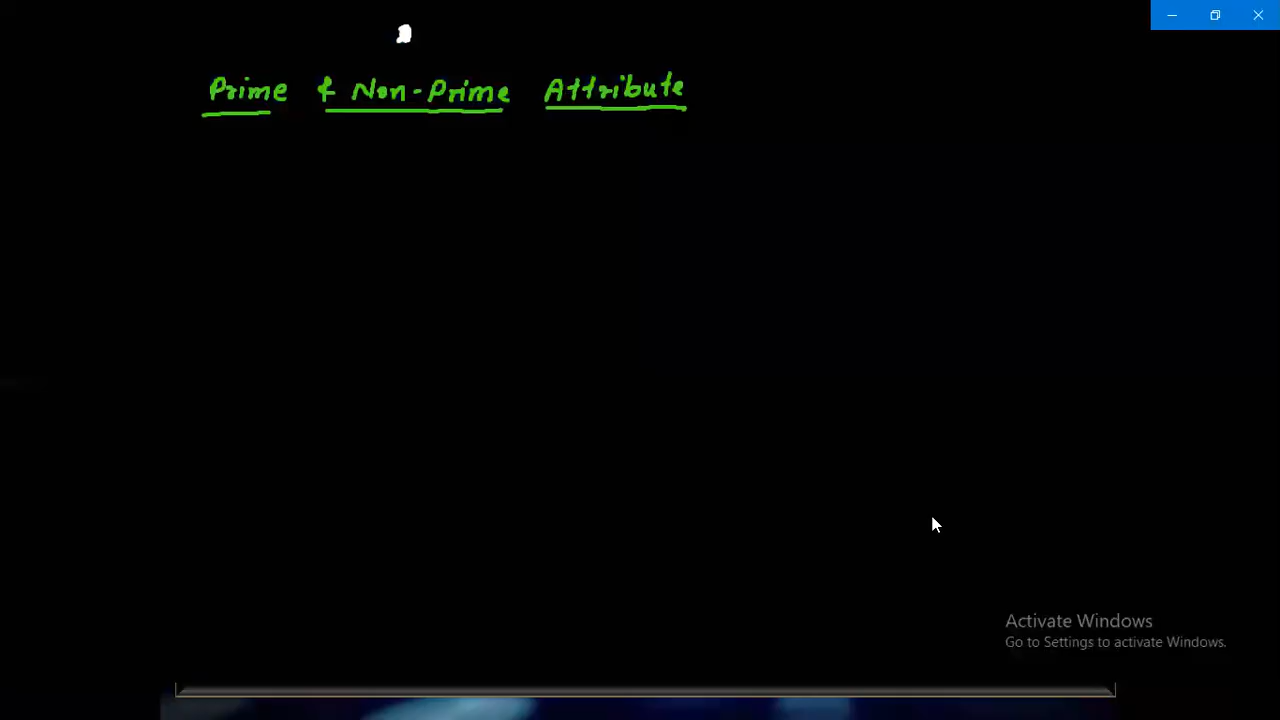 Prime & Non-Prime Attribute
Activate Windows
Go to Settings to activate Windows.